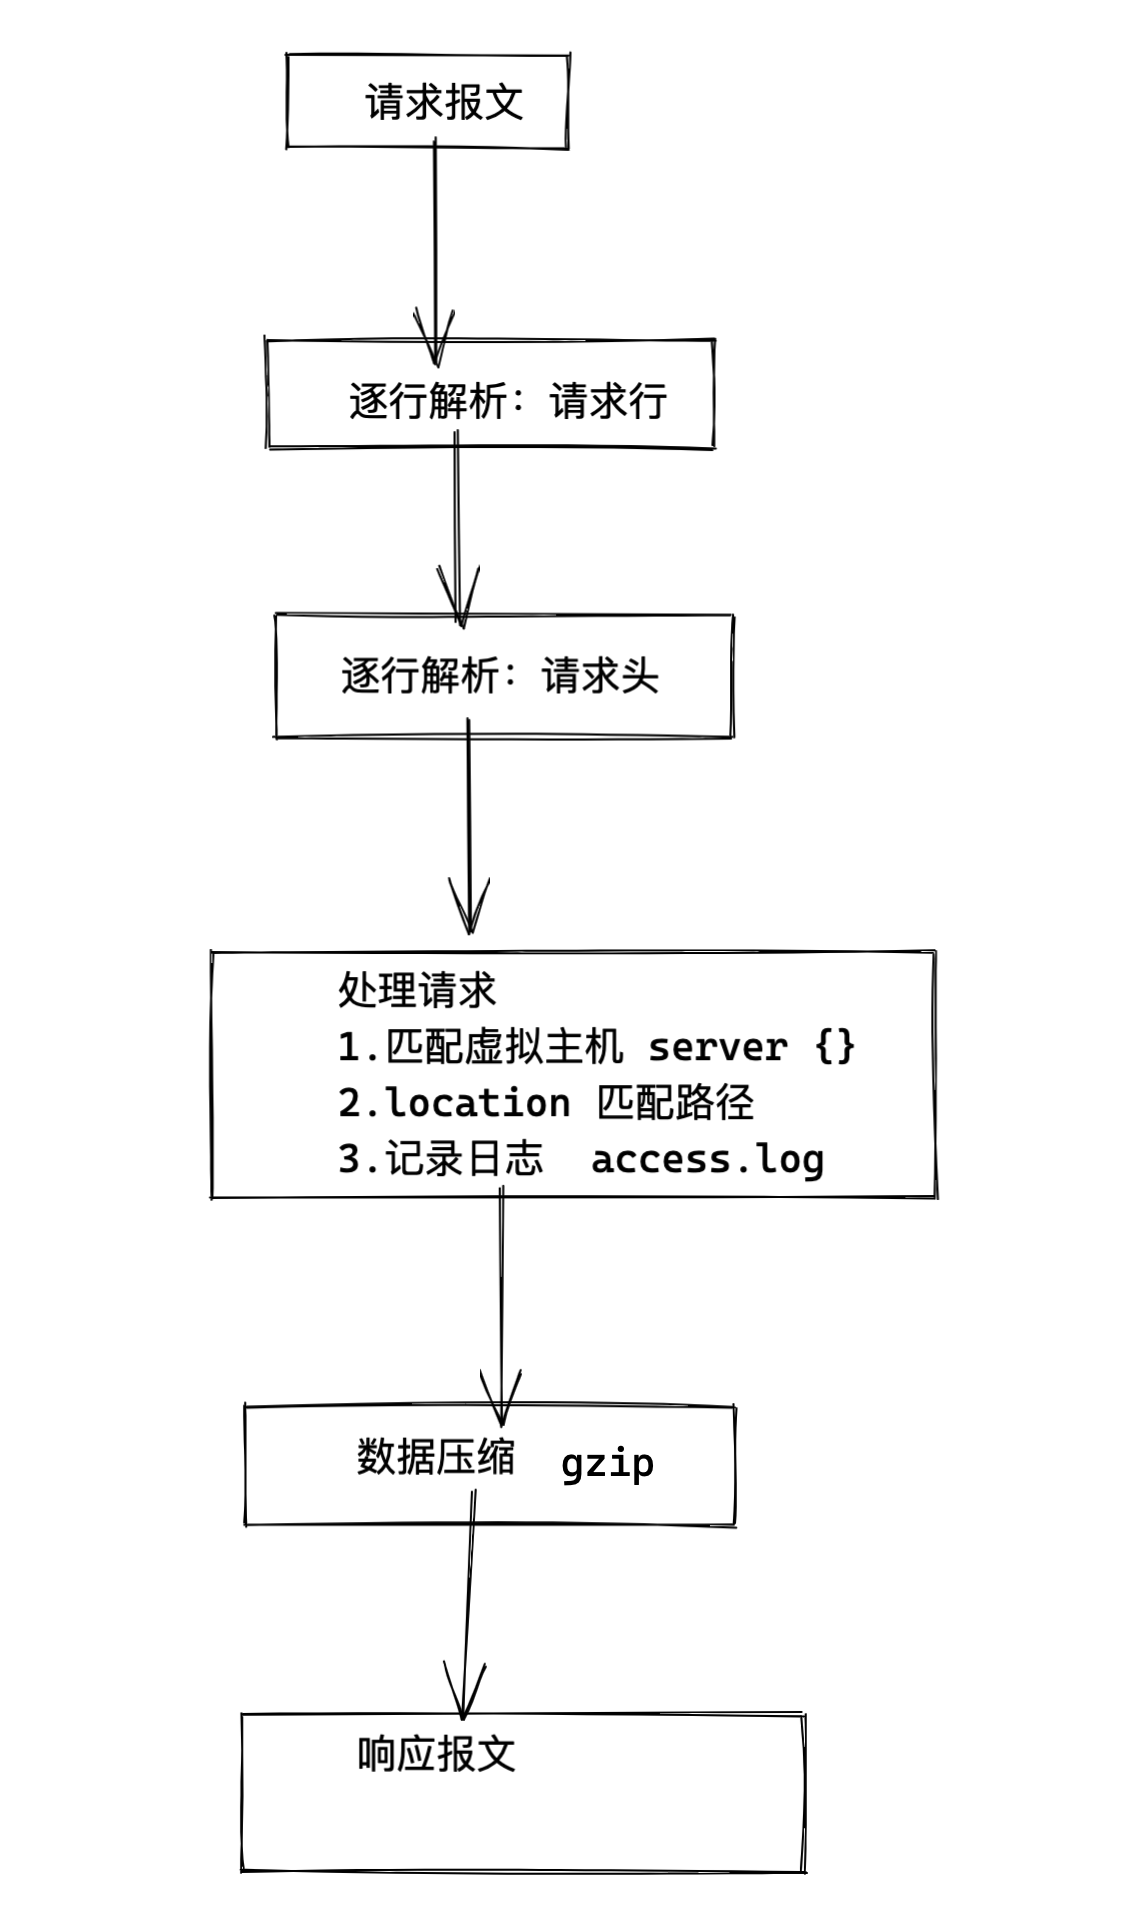 请求报文
逐行解析：请求行
逐行解析：请求头
处理请求
1.匹配虚拟主机 server {}
2.location 匹配路径
3.记录日志  access.log
数据压缩  gzip
响应报文